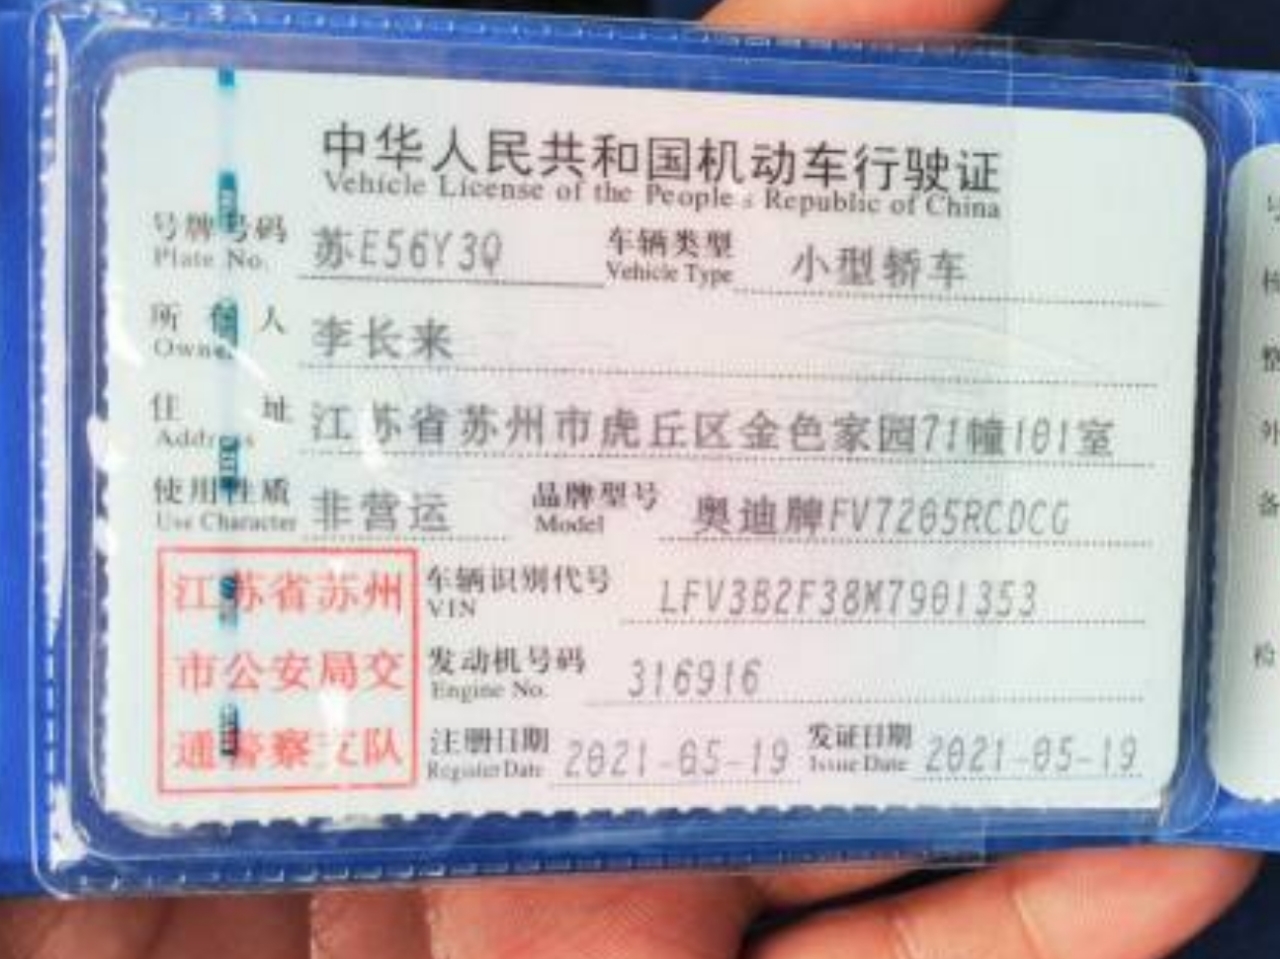 中华人民共和国机动车行驶证
Vehicle License of the People's Republic of China
号牌号码 苏E56Y3Q 车辆类型 小型轿车
Plate No. Vehicle Type
所有人 李长来
Owner
住址 江苏省苏州市虎丘区金色家园71幢101室
Address
使用性质 非营运 品牌型号 奥迪牌FV7205RCDCG
Use Character Model
江苏省苏州
市公安局交
通警察支队
车辆识别代号 LFV3B2F38M7901353
VIN
发动机号码 316916
Engine No.
注册日期 2021-05-19 发证日期 2021-05-19
Register Date Issue Date